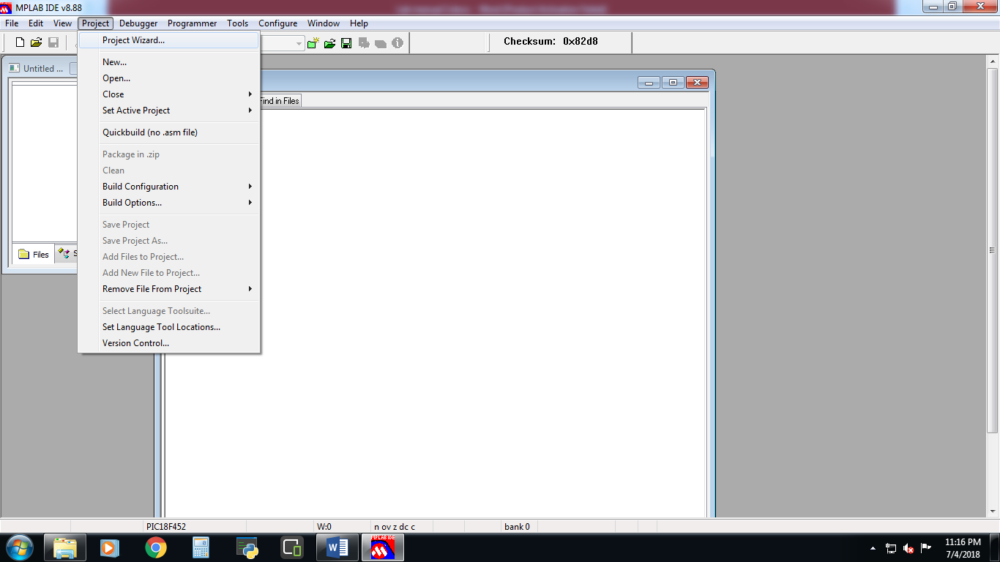 MPLAB IDE v8.88
File Edit View Project Debugger Programmer Tools Configure Window Help
Checksum: 0x82d8
Project Wizard...
New...
Open...
Close
Set Active Project
Quickbuild (no .asm file)
Package in .zip
Clean
Build Configuration
Build Options...
Save Project
Save Project As...
Add Files to Project...
Add New File to Project...
Remove File From Project
Select Language Toolsuite...
Set Language Tool Locations...
Version Control...
Untitled ...
Files S
Find in Files
PIC18F452 W:0 n ov z dc c bank 0
MPLAB IDE
11:16 PM
7/4/2018